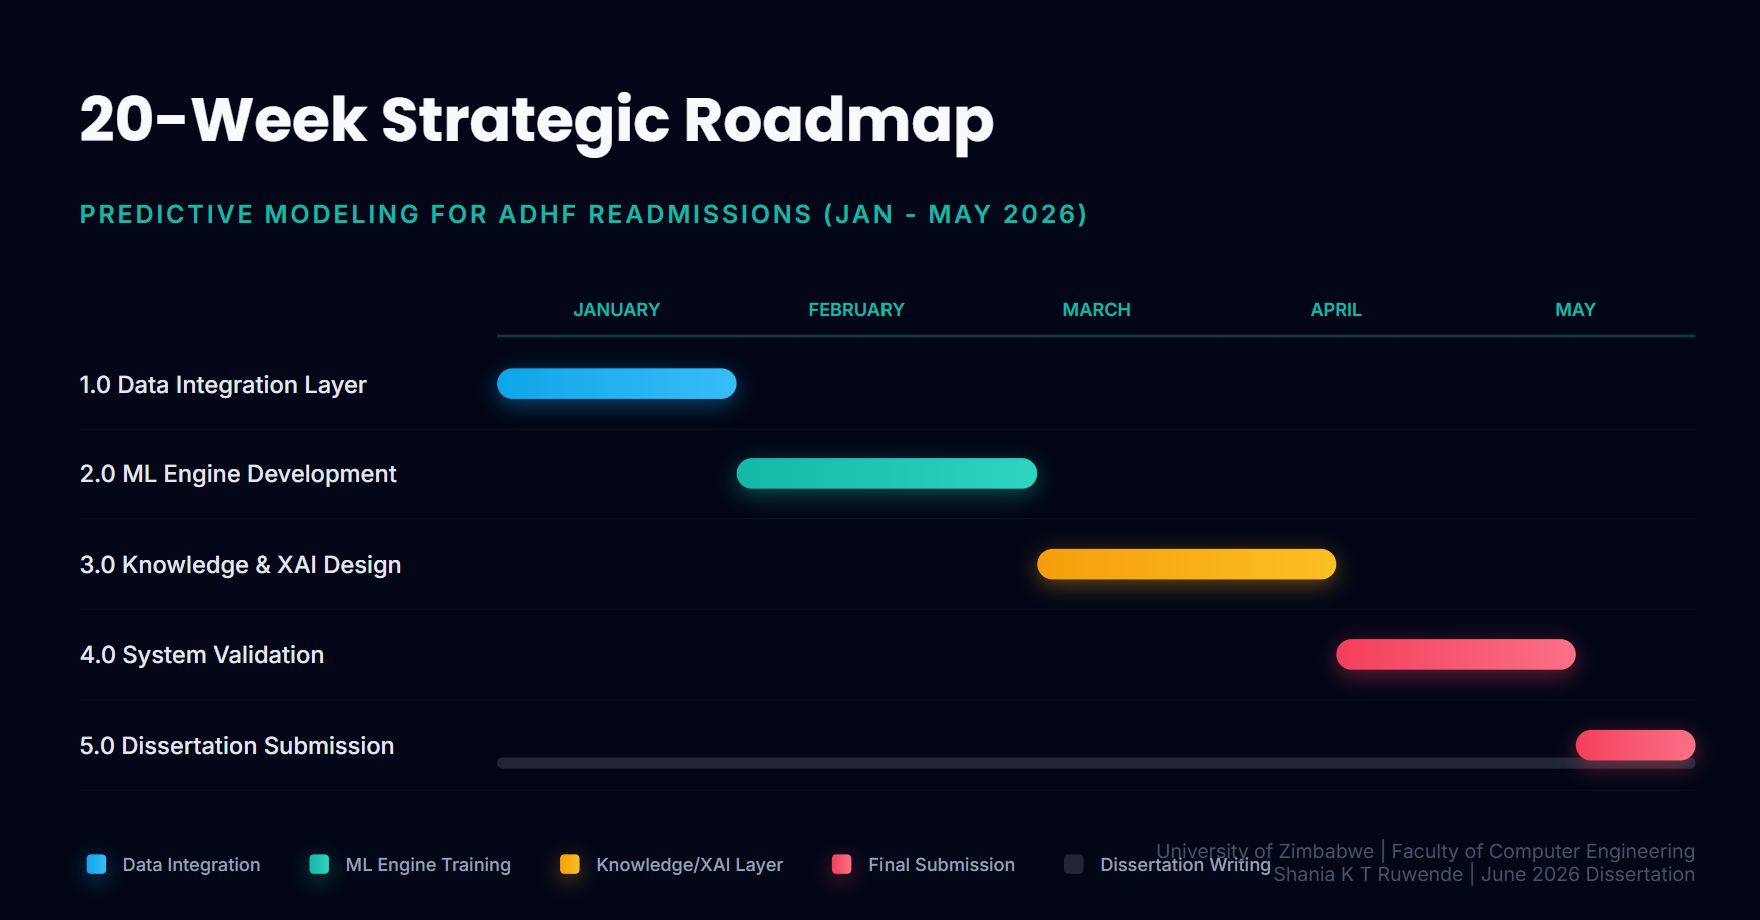 20-Week Strategic Roadmap
PREDICTIVE MODELING FOR ADHF READMISSIONS (JAN - MAY 2026)
JANUARY FEBRUARY MARCH APRIL MAY
1.0 Data Integration Layer
2.0 ML Engine Development
3.0 Knowledge & XAI Design
4.0 System Validation
5.0 Dissertation Submission
Data Integration ML Engine Training Knowledge/XAI Layer Final Submission Dissertation Writing
University of Zimbabwe | Faculty of Computer Engineering
Shania K T Ruwende | June 2026 Dissertation